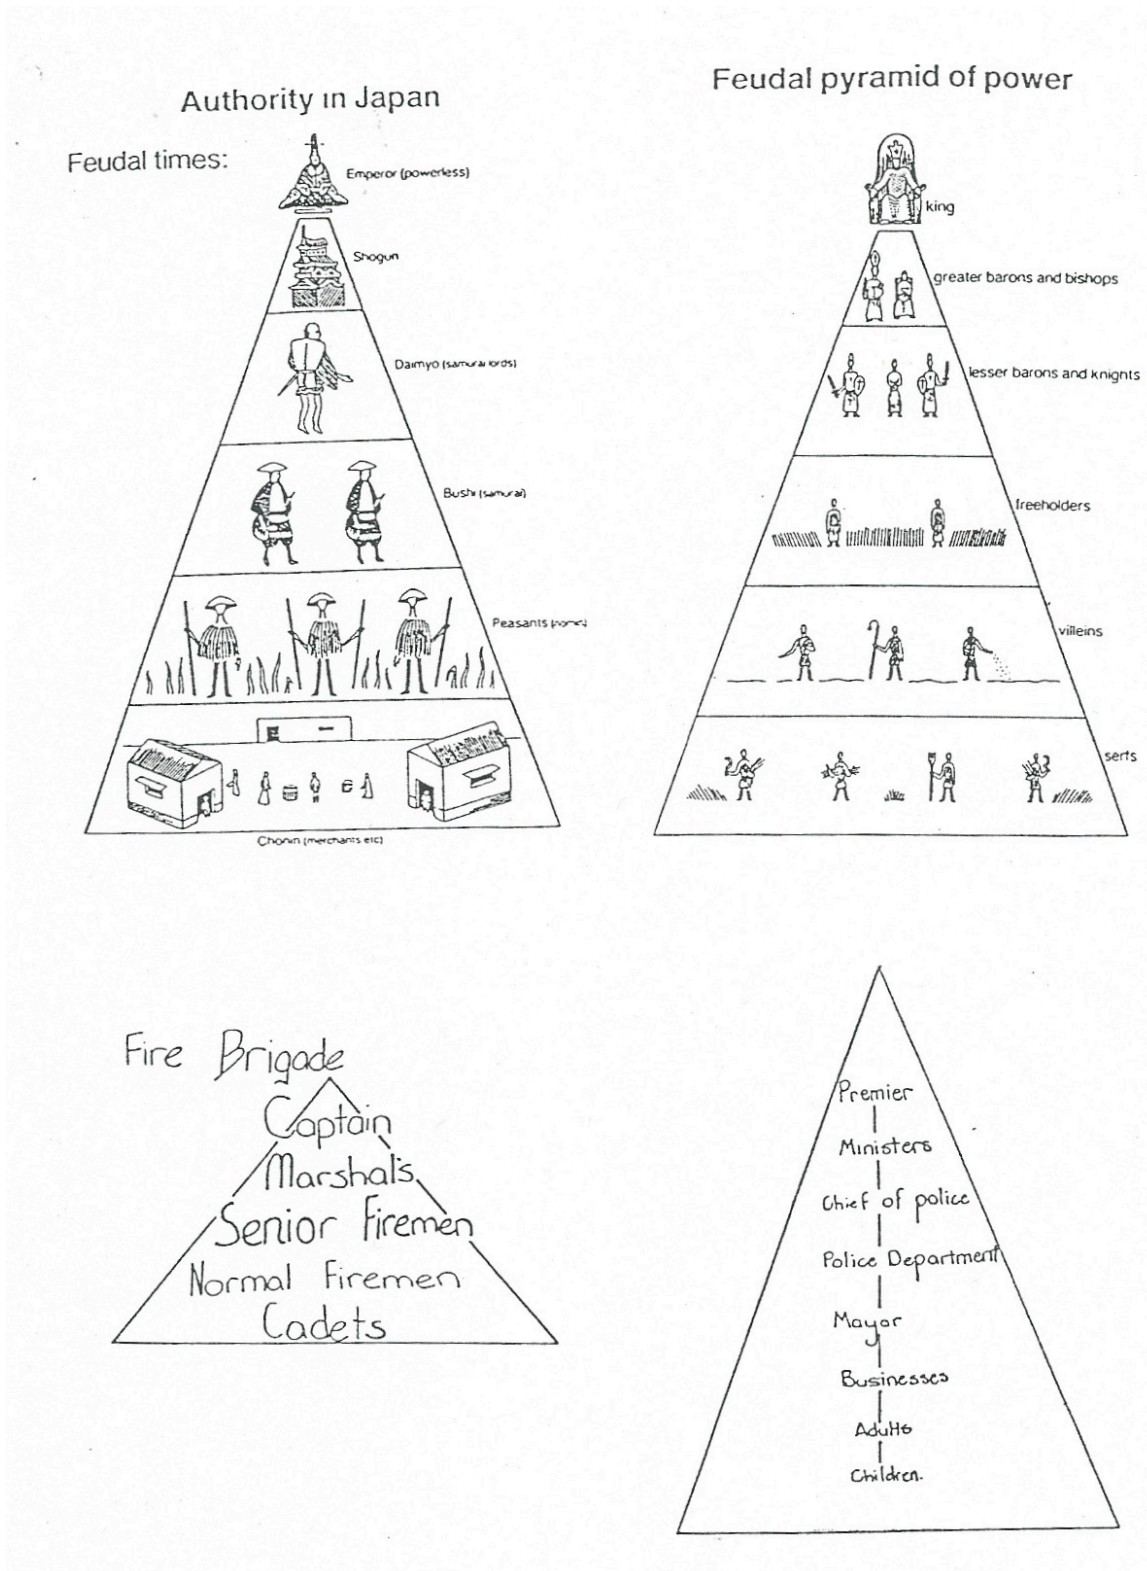 Authority in Japan
Feudal times:
Emperor (powerless)
Shogun
Daimyo (samurai lords)
Bushi (samurai)
Peasants
Chonin (merchants etc)
Feudal pyramid of power
king
greater barons and bishops
lesser barons and knights
freeholders
villeins
serfs
Fire Brigade
Captain
Marshals
Senior Firemen
Normal Firemen
Cadets
Premier
Ministers
Chief of police
Police Department
Mayor
Businesses
Adults
Children.